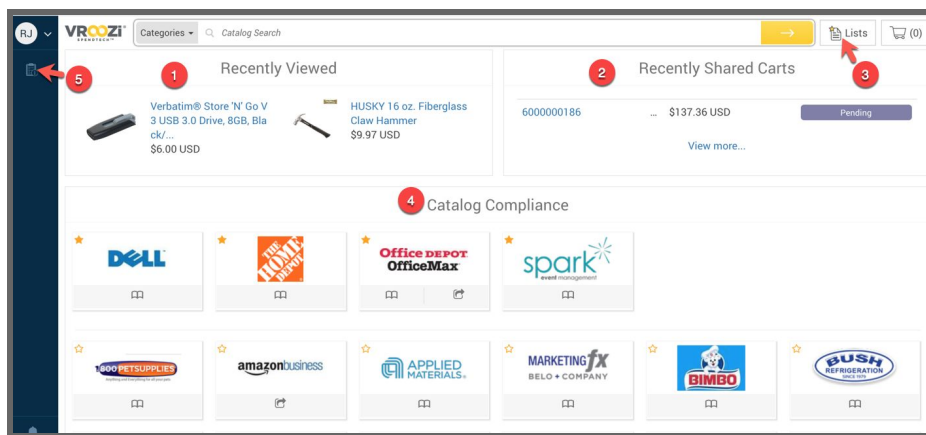 RJ
VROOZi
SPENDTECH™
Categories
Catalog Search
Lists
(0)
5
1
Recently Viewed
2
Recently Shared Carts
3
Verbatim® Store 'N' Go V
3 USB 3.0 Drive, 8GB, Bla
ck/...
$6.00 USD
HUSKY 16 oz. Fiberglass
Claw Hammer
$9.97 USD
6000000186
...
$137.36 USD
Pending
View more...
4
Catalog Compliance
DELL
THE
HOME
DEPOT
Office DEPOT
OfficeMax
spark
event management
1800PETSUPPLIES
amazonbusiness
APPLIED
MATERIALS®
MARKETING fx
BELO + COMPANY
BIMBO
BUSH
REFRIGERATION